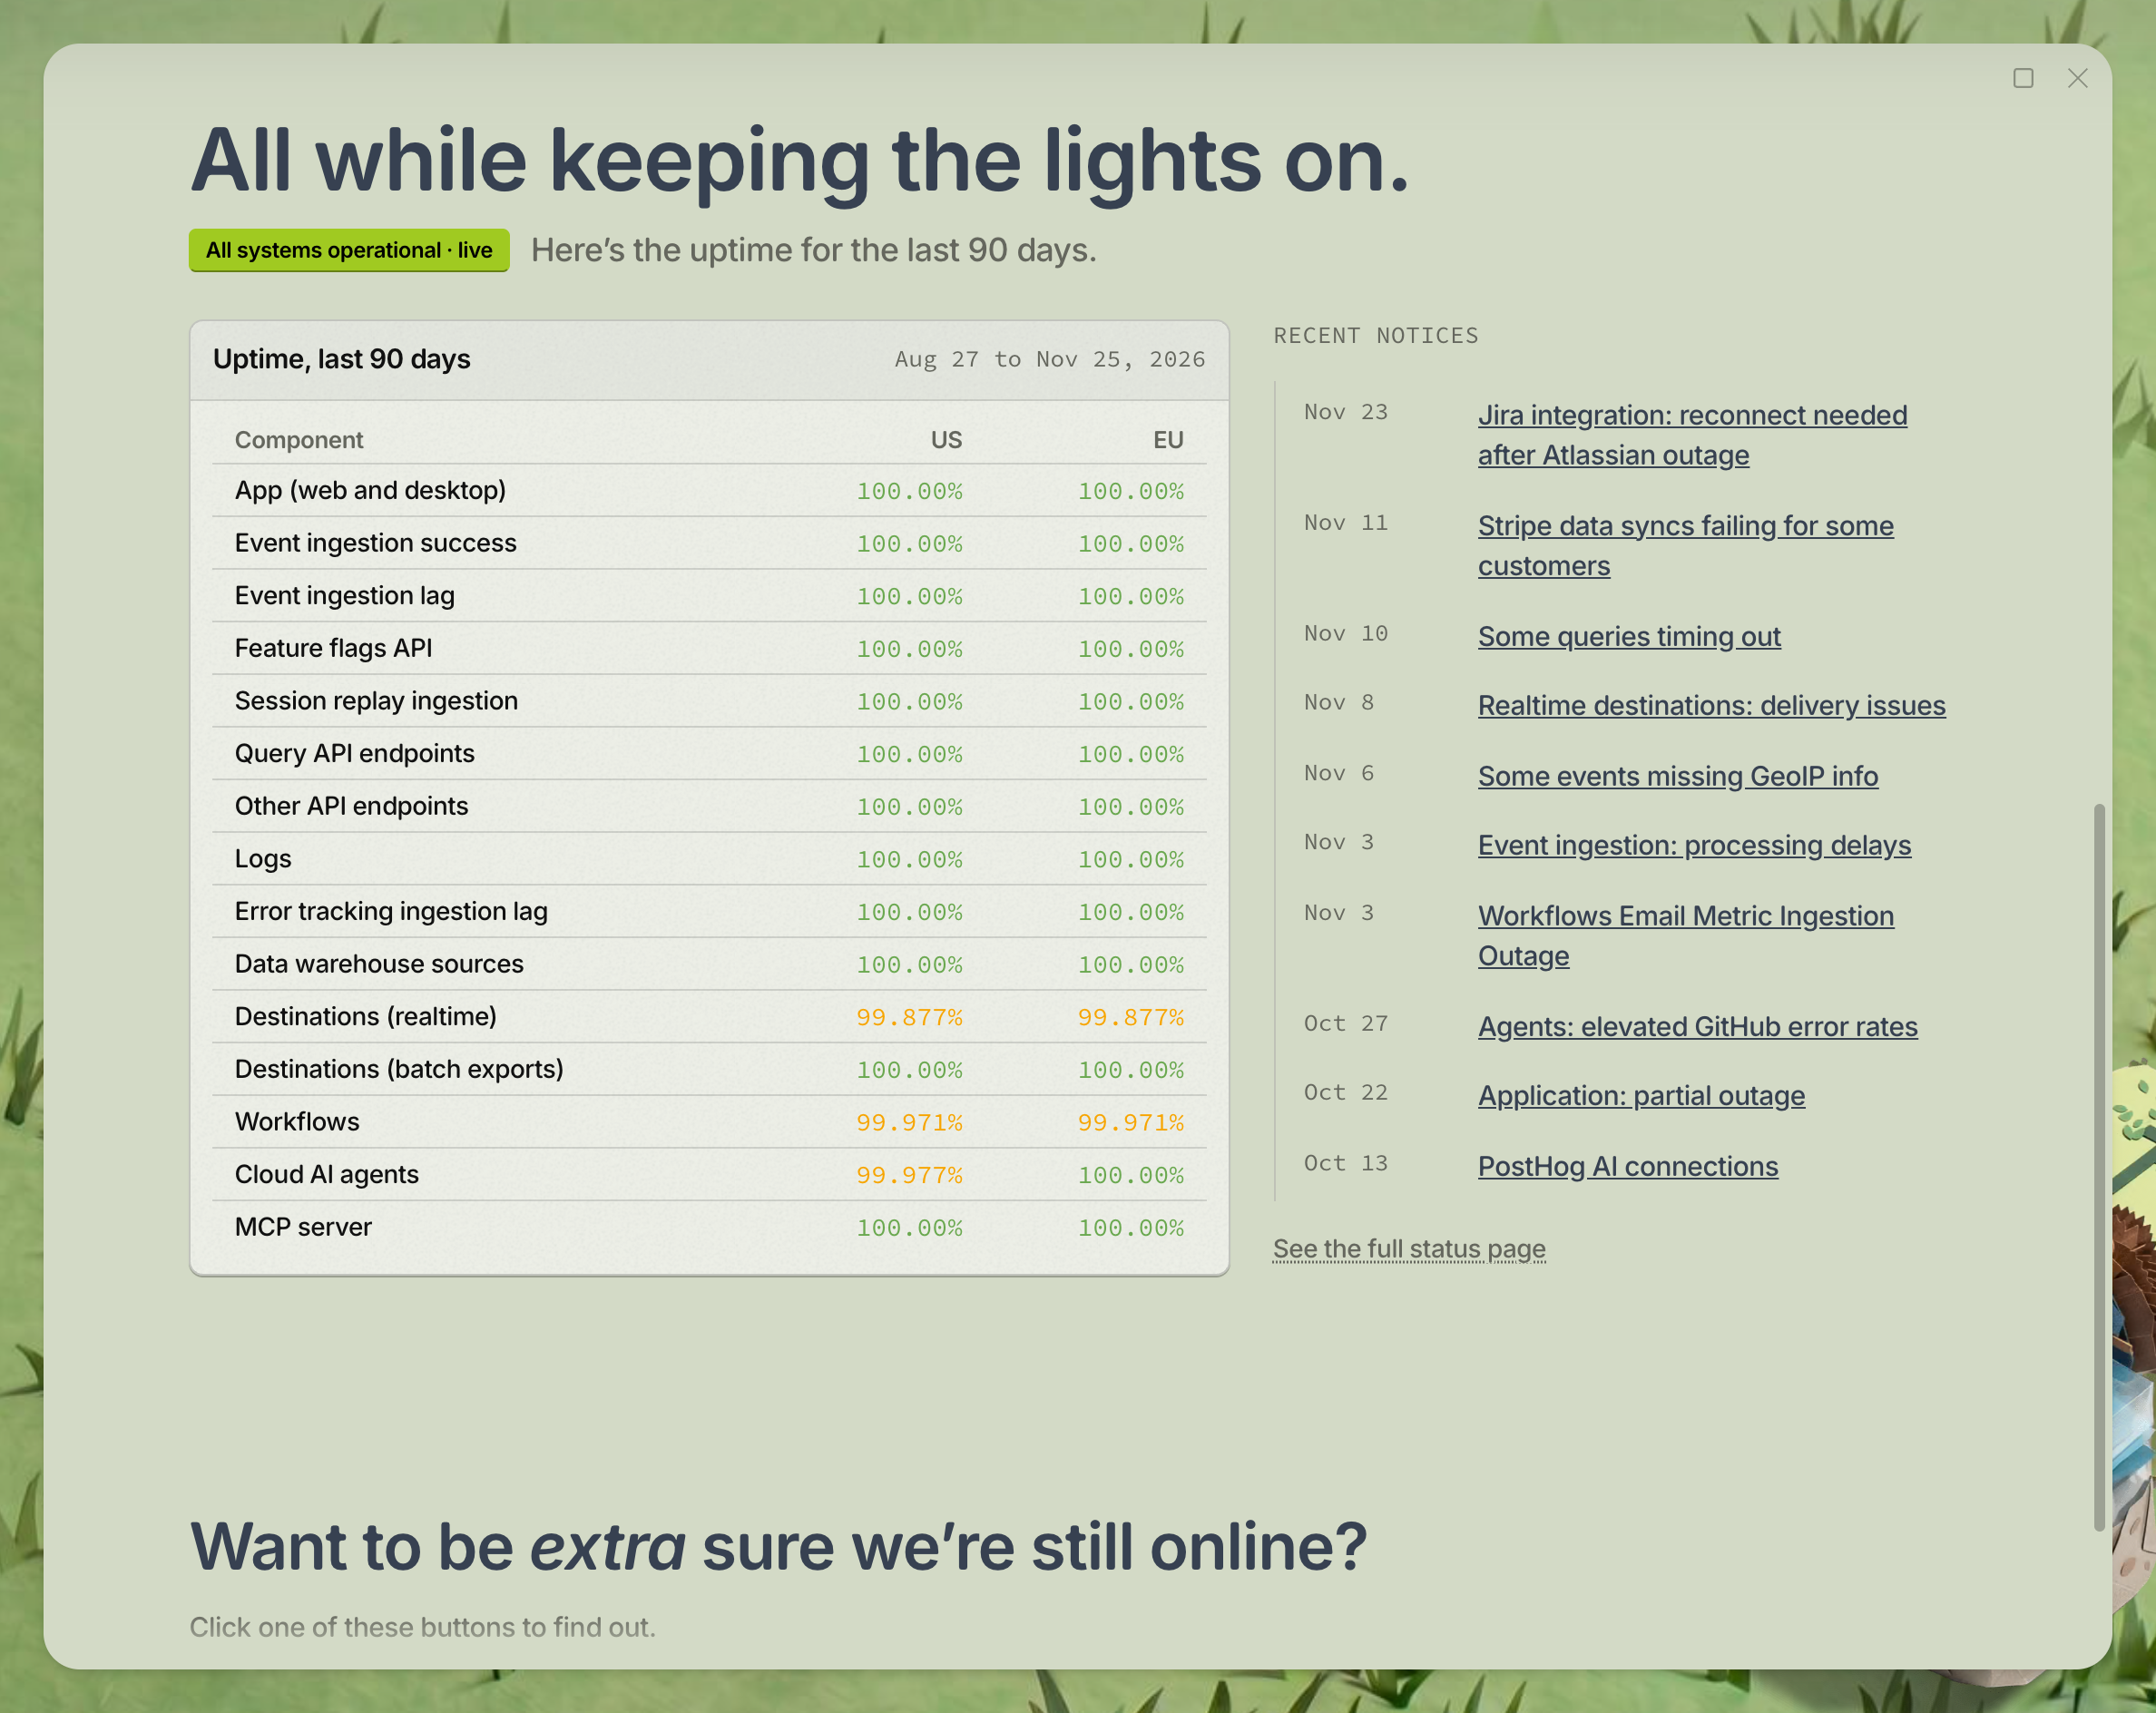 All while keeping the lights on.
All systems operational · live
Here’s the uptime for the last 90 days.
Uptime, last 90 days
Aug 27 to Nov 25, 2026
Component US EU
App (web and desktop) 100.00% 100.00%
Event ingestion success 100.00% 100.00%
Event ingestion lag 100.00% 100.00%
Feature flags API 100.00% 100.00%
Session replay ingestion 100.00% 100.00%
Query API endpoints 100.00% 100.00%
Other API endpoints 100.00% 100.00%
Logs 100.00% 100.00%
Error tracking ingestion lag 100.00% 100.00%
Data warehouse sources 100.00% 100.00%
Destinations (realtime) 99.877% 99.877%
Destinations (batch exports) 100.00% 100.00%
Workflows 99.971% 99.971%
Cloud AI agents 99.977% 100.00%
MCP server 100.00% 100.00%
RECENT NOTICES
Nov 23 Jira integration: reconnect needed
after Atlassian outage
Nov 11 Stripe data syncs failing for some
customers
Nov 10 Some queries timing out
Nov 8 Realtime destinations: delivery issues
Nov 6 Some events missing GeoIP info
Nov 3 Event ingestion: processing delays
Nov 3 Workflows Email Metric Ingestion
Outage
Oct 27 Agents: elevated GitHub error rates
Oct 22 Application: partial outage
Oct 13 PostHog AI connections
See the full status page
Want to be extra sure we’re still online?
Click one of these buttons to find out.